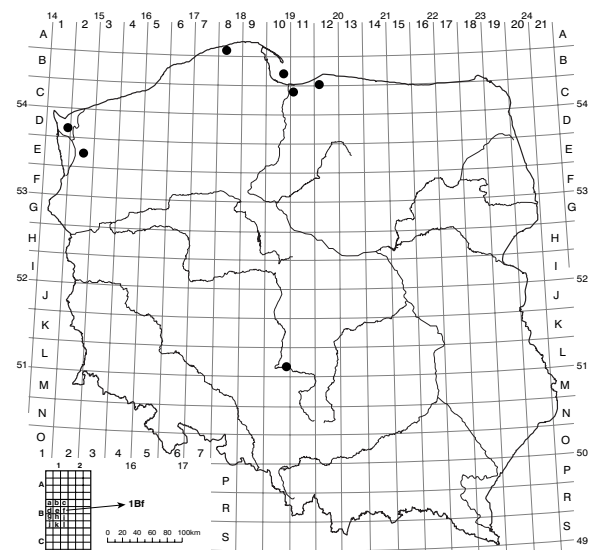 14 15 16 17 18 19 20 21 22 23 24
1 2 3 4 5 6 7 8 9 10 11 12 13 14 15 16 17 18 19 20 21
A A
B B
C C
54 54
D D
E E
F F
53 53
G G
H H
I I
52 52
J J
K K
L L
51 51
M M
N N
O O
1 2 3 4 5 6 7 50
16 17
P P
R R
S S
49
1 2
A
B
C
a b c
d e f
g h
i k
1Bf
0 20 40 60 80 100km